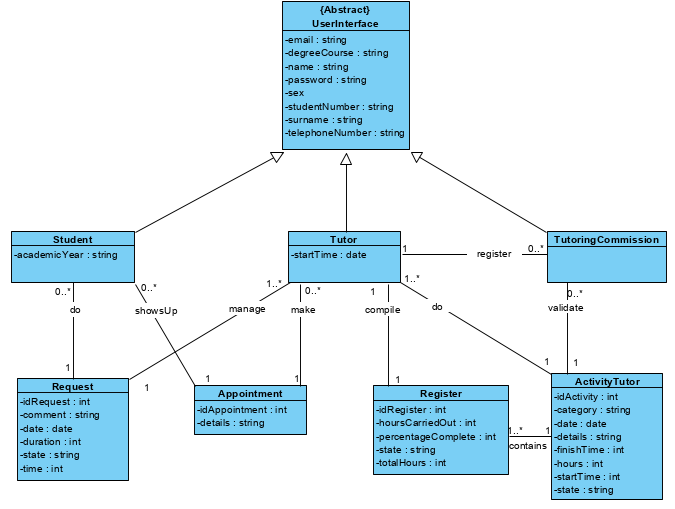 {Abstract}
UserInterface
-email : string
-degreeCourse : string
-name : string
-password : string
-sex
-studentNumber : string
-surname : string
-telephoneNumber : string
Student
-academicYear : string
Tutor
-startTime : date
TutoringCommission
1
register
0..*
0..*
do
1
0..*
showsUp
1
1..*
manage
1
0..*
make
1
1
compile
1
1..*
do
1
0..*
validate
1
Request
-idRequest : int
-comment : string
-date : date
-duration : int
-state : string
-time : int
Appointment
-idAppointment : int
-details : string
Register
-idRegister : int
-hoursCarriedOut : int
-percentageComplete : int
-state : string
-totalHours : int
1..*
contains
1
ActivityTutor
-idActivity : int
-category : string
-date : date
-details : string
-finishTime : int
-hours : int
-startTime : int
-state : string